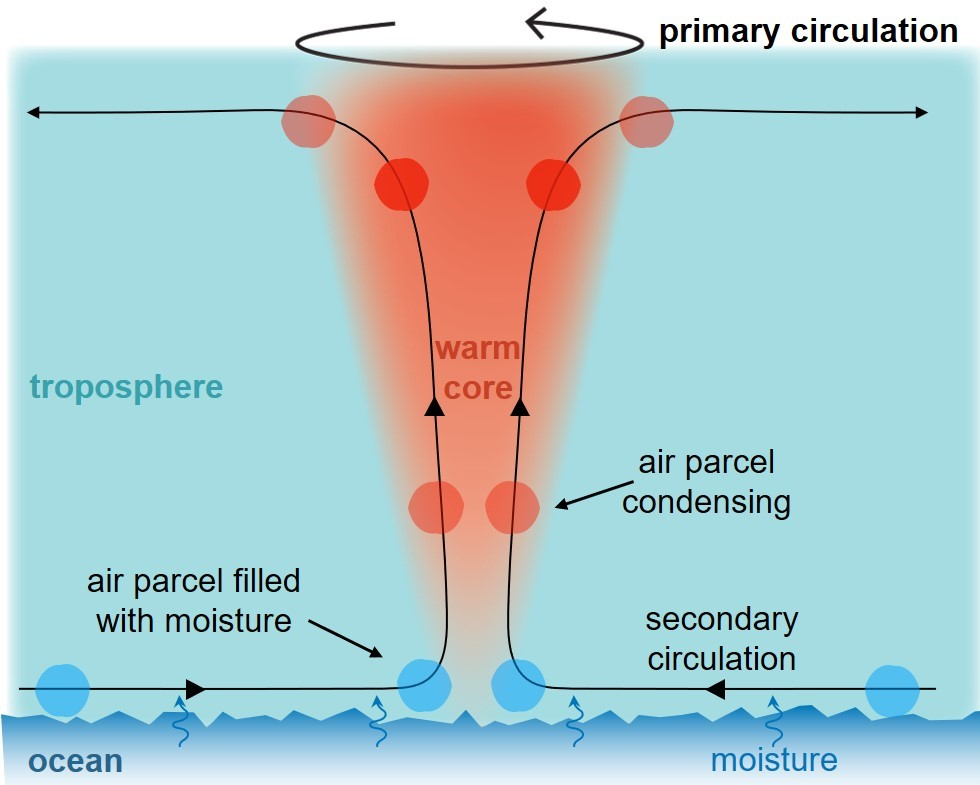 primary circulation
troposphere
warm
core
air parcel
condensing
air parcel filled
with moisture
secondary
circulation
ocean
moisture